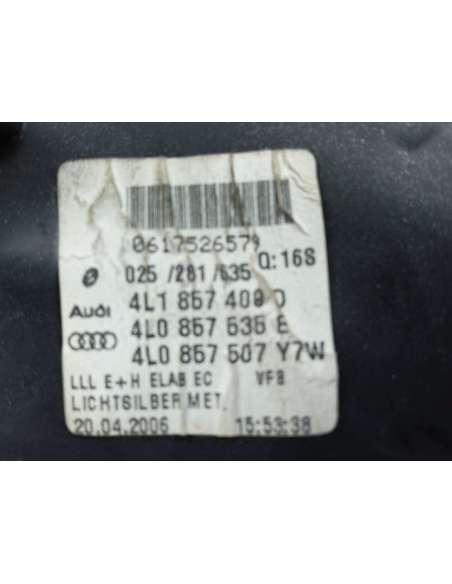 0617526579
025 /281 /635 Q:16S
Audi 4L1 857 409 D
4L0 857 535 E
4L0 857 507 Y7W
LLL E+H ELAB EC VFB
LICHTSILBER MET.
20.04.2006 15:53:38